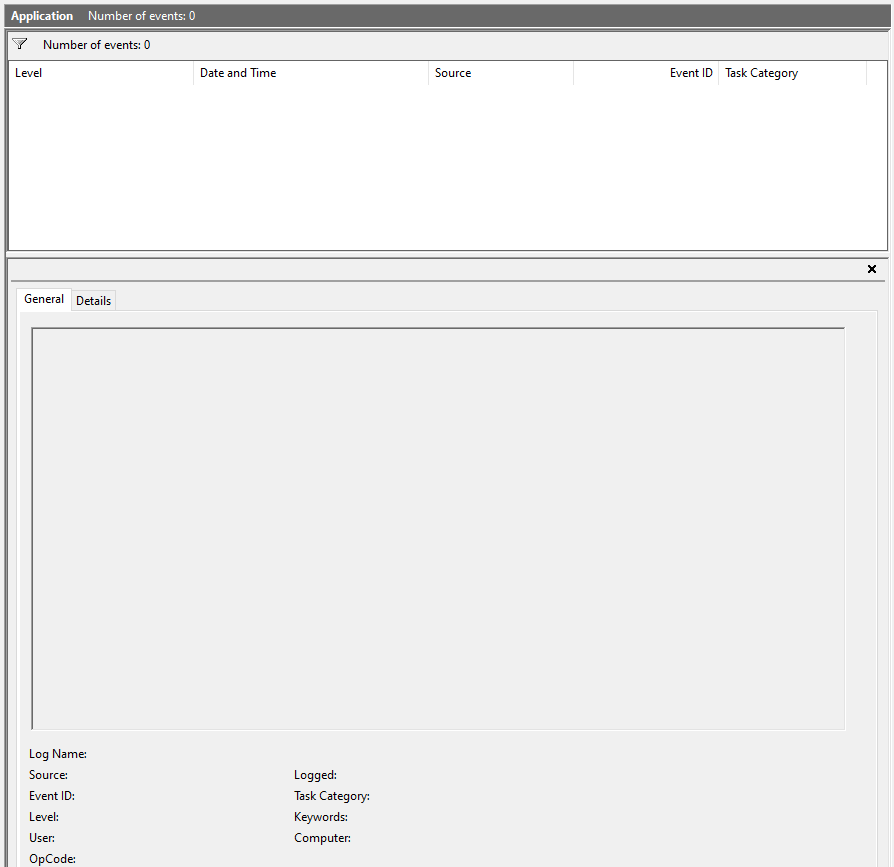 Application Number of events: 0
Number of events: 0
Level Date and Time Source Event ID Task Category
General Details
Log Name:
Source: Logged:
Event ID: Task Category:
Level: Keywords:
User: Computer:
OpCode: